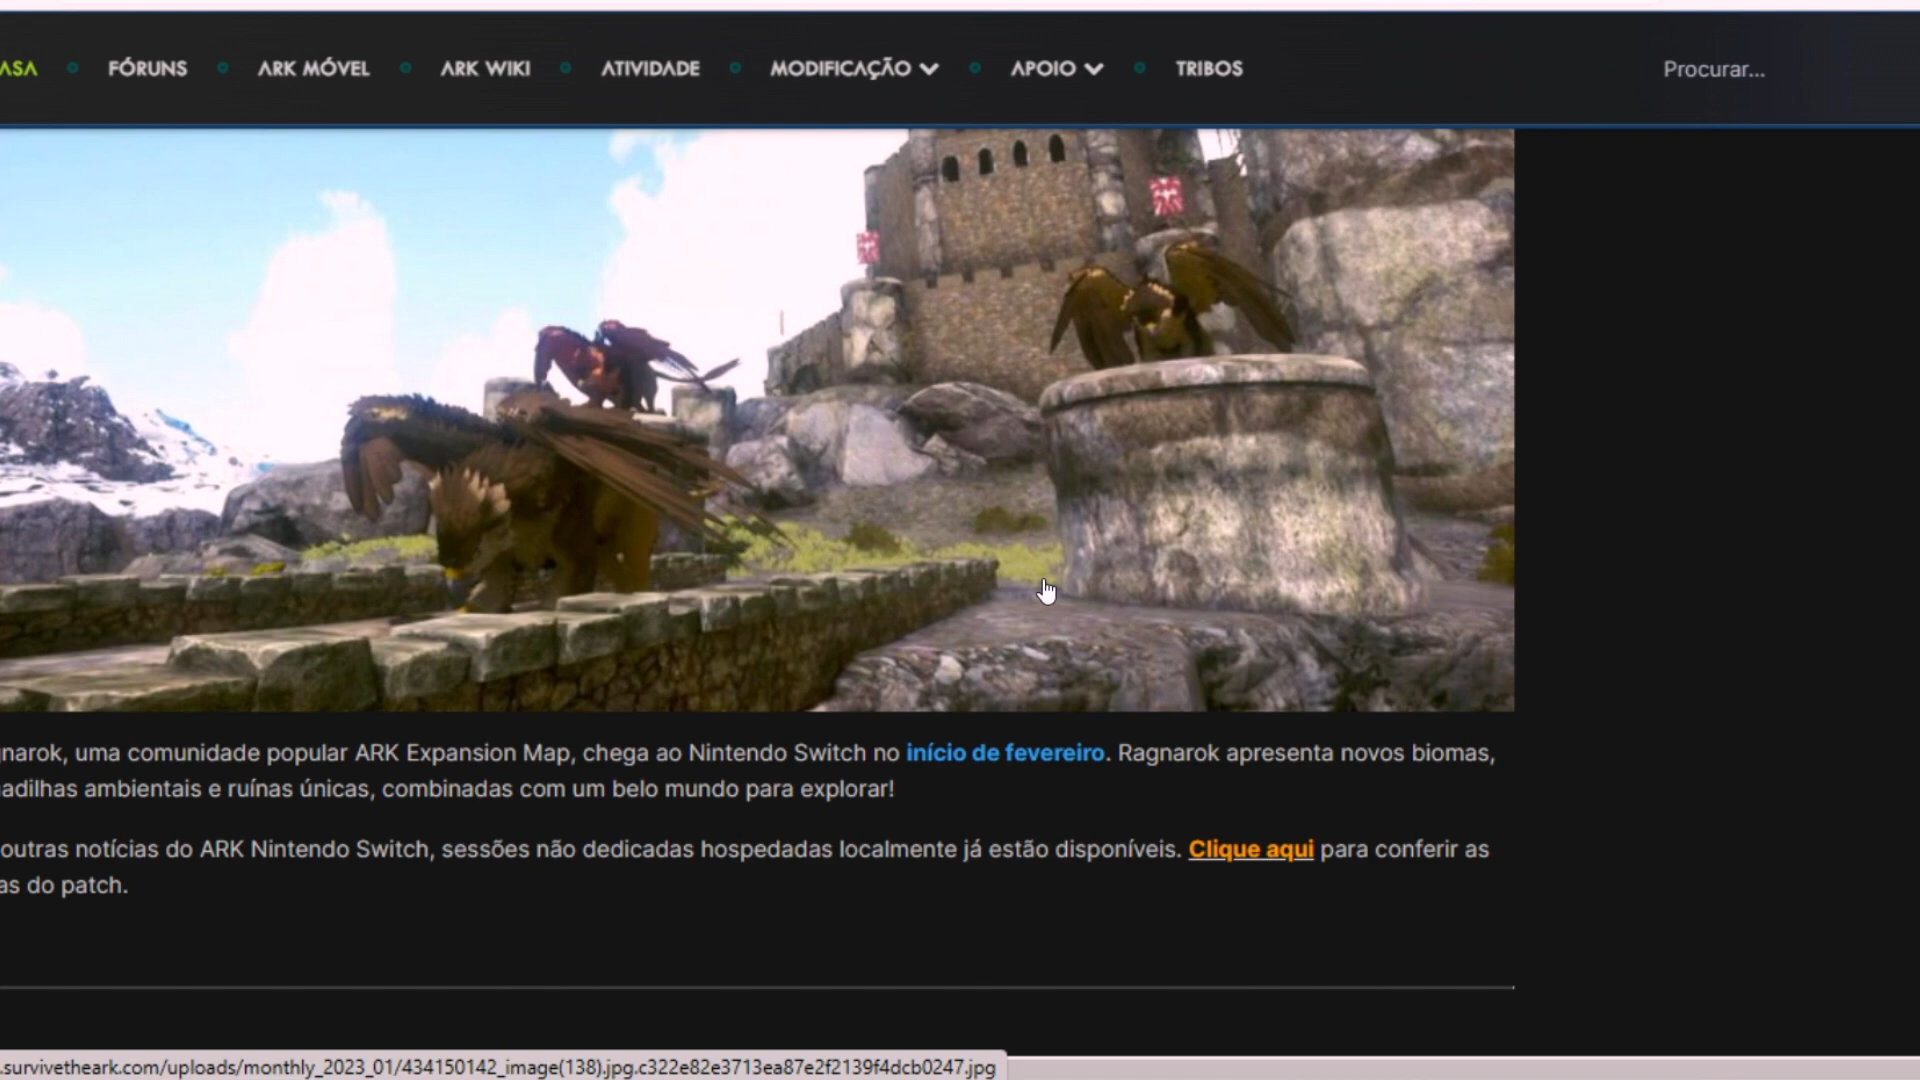 ASA FÓRUNS ARK MÓVEL ARK WIKI ATIVIDADE MODIFICAÇÃO APOIO TRIBOS Procurar...
gnarok, uma comunidade popular ARK Expansion Map, chega ao Nintendo Switch no início de fevereiro. Ragnarok apresenta novos biomas,
adilhas ambientais e ruínas únicas, combinadas com um belo mundo para explorar!
outras notícias do ARK Nintendo Switch, sessões não dedicadas hospedadas localmente já estão disponíveis. Clique aqui para conferir as
as do patch.
.survivetheark.com/uploads/monthly_2023_01/434150142_image(138).jpg.c322e82e3713ea87e2f2139f4dcb0247.jpg